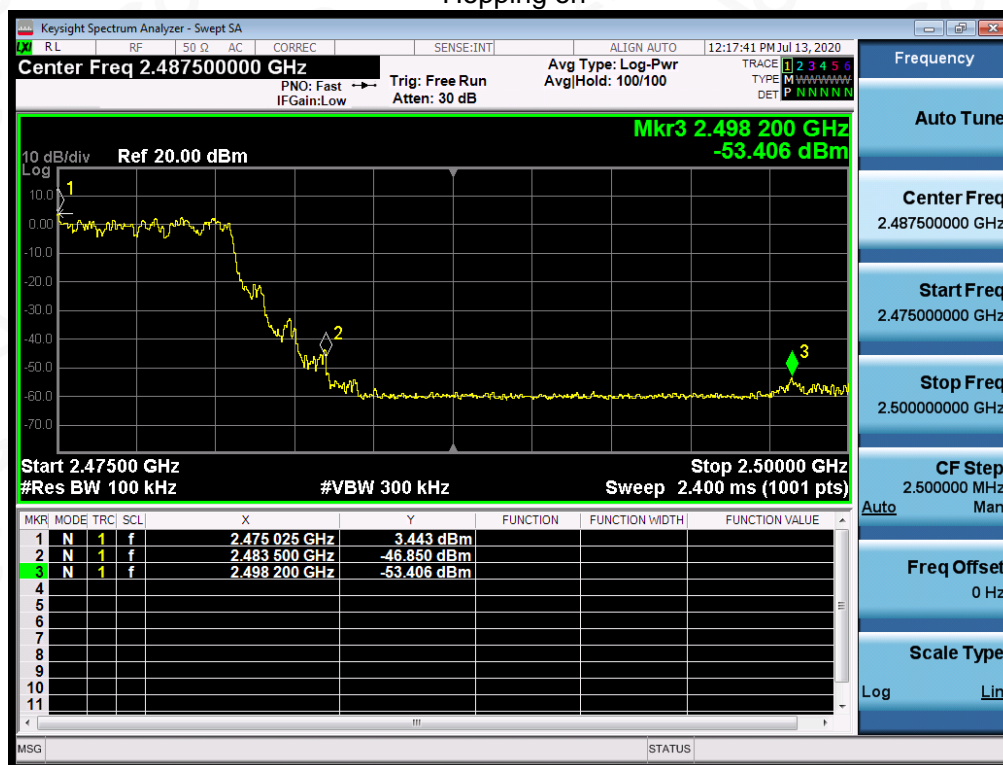 Hopping on
Keysight Spectrum Analyzer - Swept SA
LXI RL RF 50 Ω AC CORREC SENSE:INT ALIGN AUTO 12:17:41 PM Jul 13, 2020
Center Freq 2.487500000 GHz
PNO: Fast
IFGain:Low
Trig: Free Run
Atten: 30 dB
Avg Type: Log-Pwr
Avg|Hold: 100/100
TRACE 1 2 3 4 5 6
TYPE M WWWWW
DET P N N N N N
Mkr3 2.498 200 GHz
-53.406 dBm
10 dB/div Ref 20.00 dBm
Log
10.0
0.00
-10.0
-20.0
-30.0
-40.0
-50.0
-60.0
-70.0
1
2
3
Start 2.47500 GHz Stop 2.50000 GHz
#Res BW 100 kHz #VBW 300 kHz Sweep 2.400 ms (1001 pts)
MKR MODE TRC SCL X Y FUNCTION FUNCTION WIDTH FUNCTION VALUE
1 N 1 f 2.475 025 GHz 3.443 dBm
2 N 1 f 2.483 500 GHz -46.850 dBm
3 N 1 f 2.498 200 GHz -53.406 dBm
4
5
6
7
8
9
10
11
MSG STATUS
Frequency
Auto Tune
Center Freq
2.487500000 GHz
Start Freq
2.475000000 GHz
Stop Freq
2.500000000 GHz
CF Step
2.500000 MHz
Auto Man
Freq Offset
0 Hz
Scale Type
Log Lin